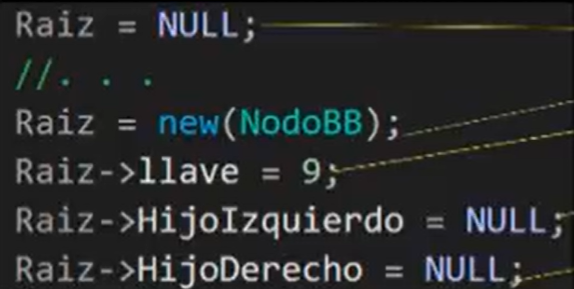 Raiz = NULL;
//. . .
Raiz = new(NodoBB);
Raiz->llave = 9;
Raiz->HijoIzquierdo = NULL;
Raiz->HijoDerecho = NULL;